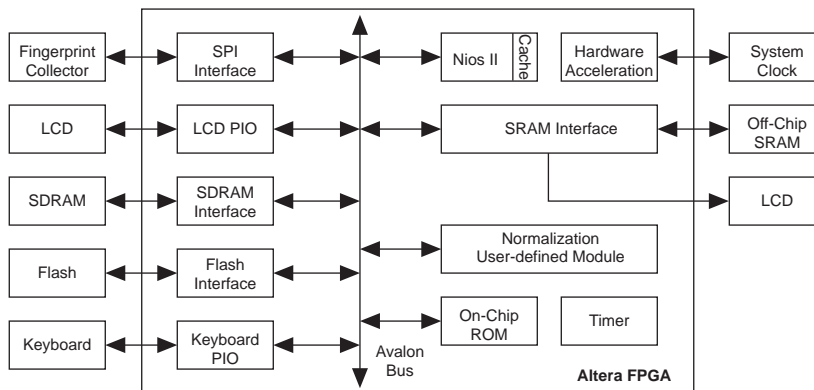 Fingerprint
Collector
SPI
Interface
Nios II
Cache
Hardware
Acceleration
System
Clock
LCD
LCD PIO
SRAM Interface
Off-Chip
SRAM
SDRAM
SDRAM
Interface
LCD
Flash
Flash
Interface
Normalization
User-defined Module
Keyboard
Keyboard
PIO
On-Chip
ROM
Timer
Avalon
Bus
Altera FPGA